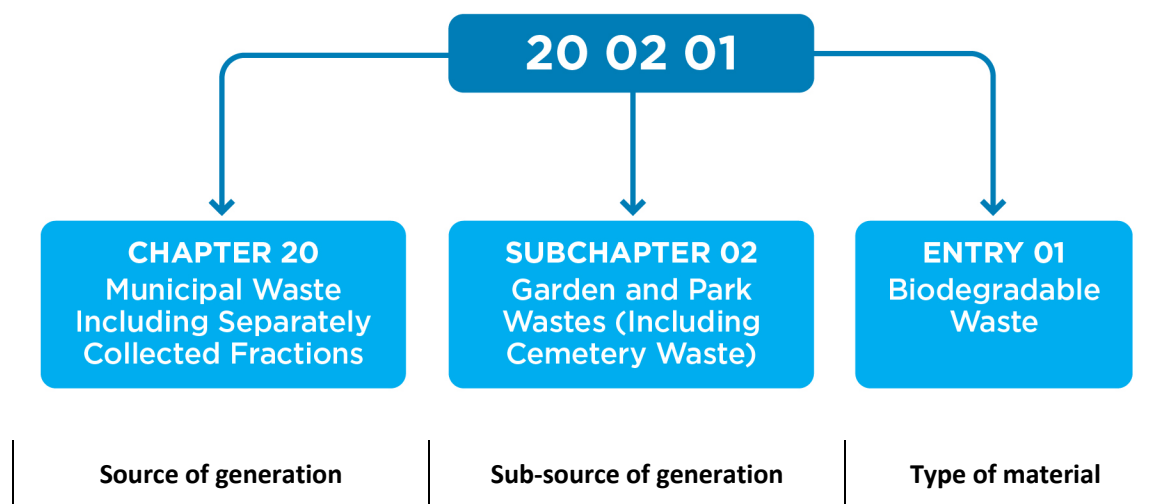 20 02 01
CHAPTER 20
Municipal Waste
Including Separately
Collected Fractions
SUBCHAPTER 02
Garden and Park
Wastes (Including
Cemetery Waste)
ENTRY 01
Biodegradable
Waste
Source of generation
Sub-source of generation
Type of material